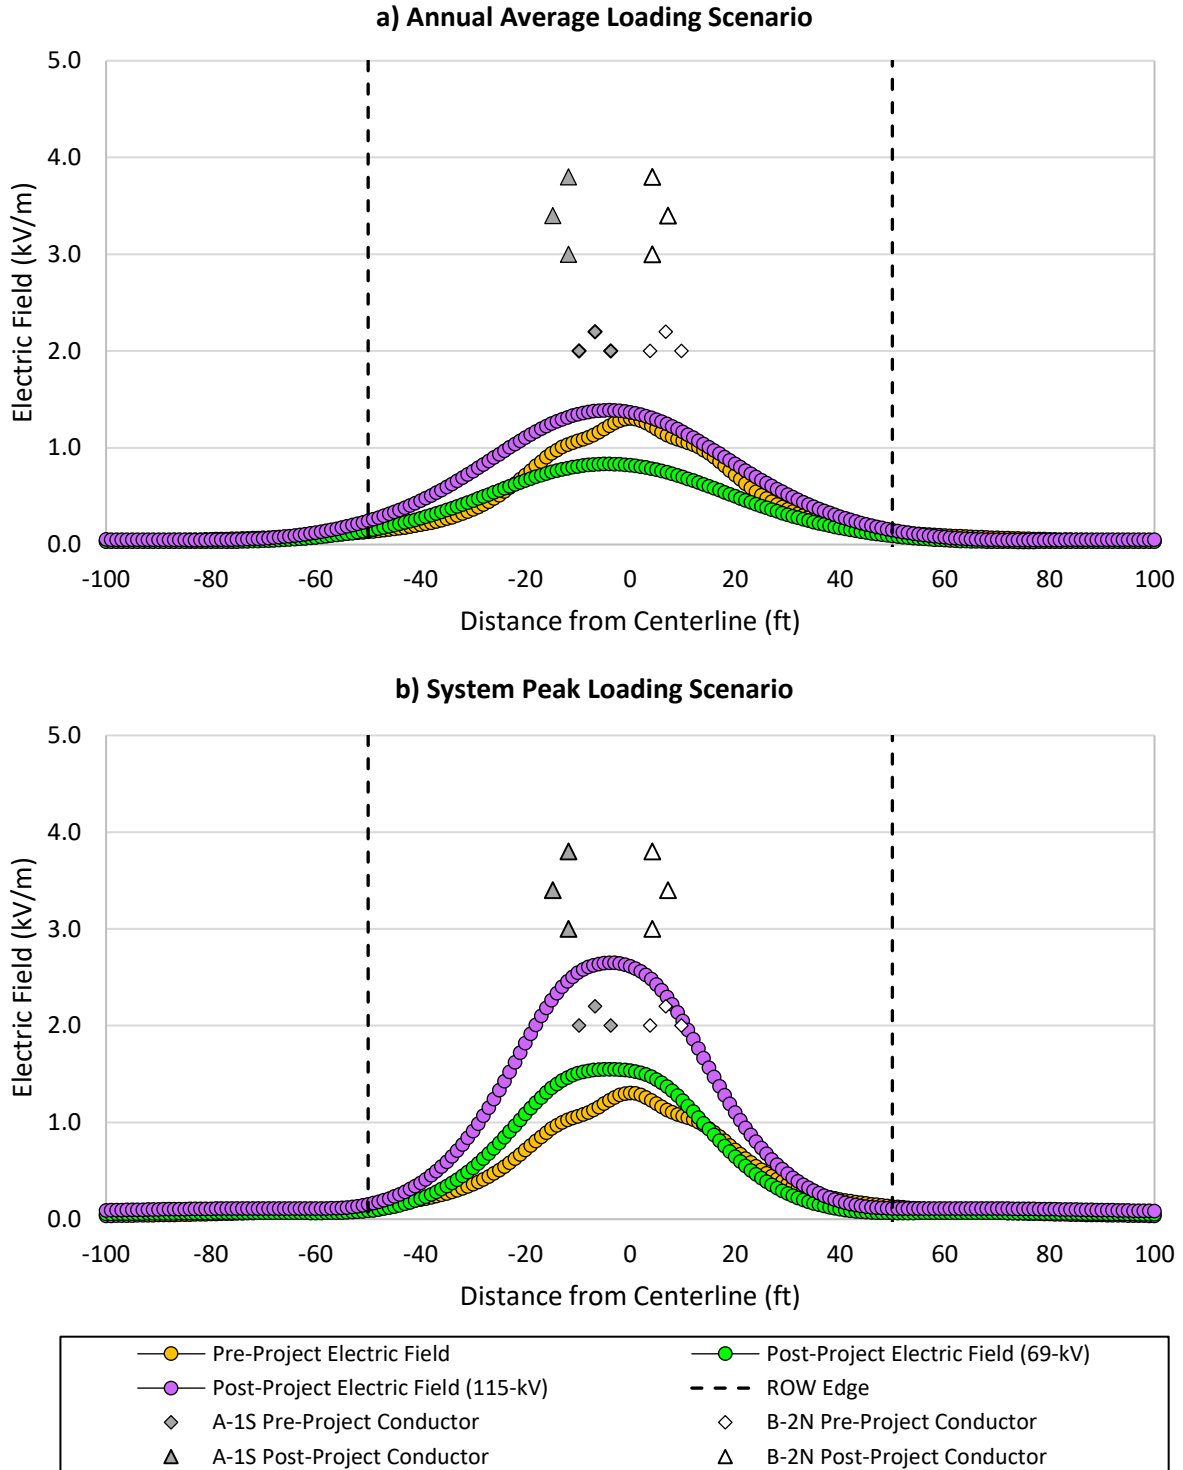 a) Annual Average Loading Scenario
5.0
4.0
3.0
2.0
1.0
0.0
Electric Field (kV/m)
-100 -80 -60 -40 -20 0 20 40 60 80 100
Distance from Centerline (ft)
b) System Peak Loading Scenario
5.0
4.0
3.0
2.0
1.0
0.0
Electric Field (kV/m)
-100 -80 -60 -40 -20 0 20 40 60 80 100
Distance from Centerline (ft)
Pre-Project Electric Field Post-Project Electric Field (69-kV)
Post-Project Electric Field (115-kV) ROW Edge
A-1S Pre-Project Conductor B-2N Pre-Project Conductor
A-1S Post-Project Conductor B-2N Post-Project Conductor